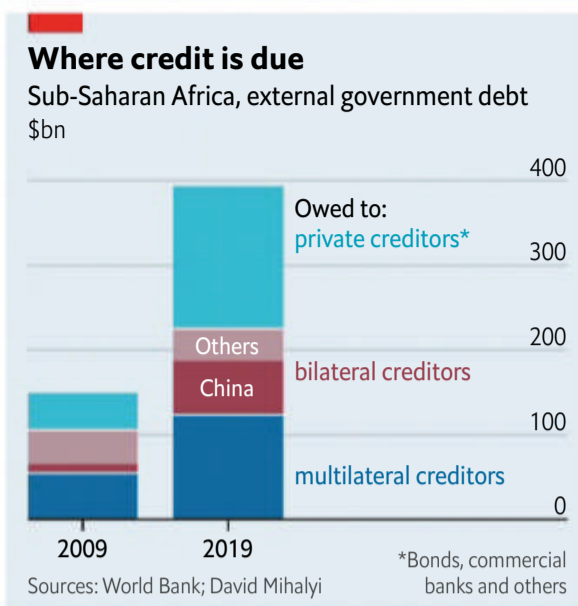 Where credit is due
Sub-Saharan Africa, external government debt
$bn
400
Owed to:
private creditors*
300
200
Others
bilateral creditors
China
100
multilateral creditors
0
2009
2019
*Bonds, commercial
banks and others
Sources: World Bank; David Mihalyi